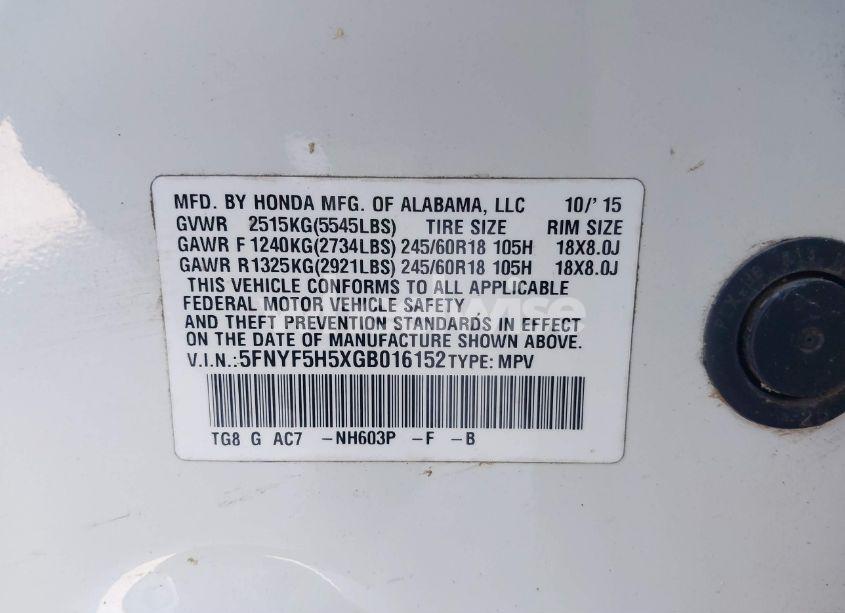 MFD. BY HONDA MFG. OF ALABAMA, LLC 10/'15
GVWR 2515KG(5545LBS) TIRE SIZE RIM SIZE
GAWR F 1240KG(2734LBS) 245/60R18 105H 18X8.0J
GAWR R1325KG(2921LBS) 245/60R18 105H 18X8.0J
THIS VEHICLE CONFORMS TO ALL APPLICABLE
FEDERAL MOTOR VEHICLE SAFETY
AND THEFT PREVENTION STANDARDS IN EFFECT
ON THE DATE OF MANUFACTURE SHOWN ABOVE.
V.I.N.:5FNYF5H5XGB016152TYPE: MPV
TG8 G AC7 -NH603P -F -B